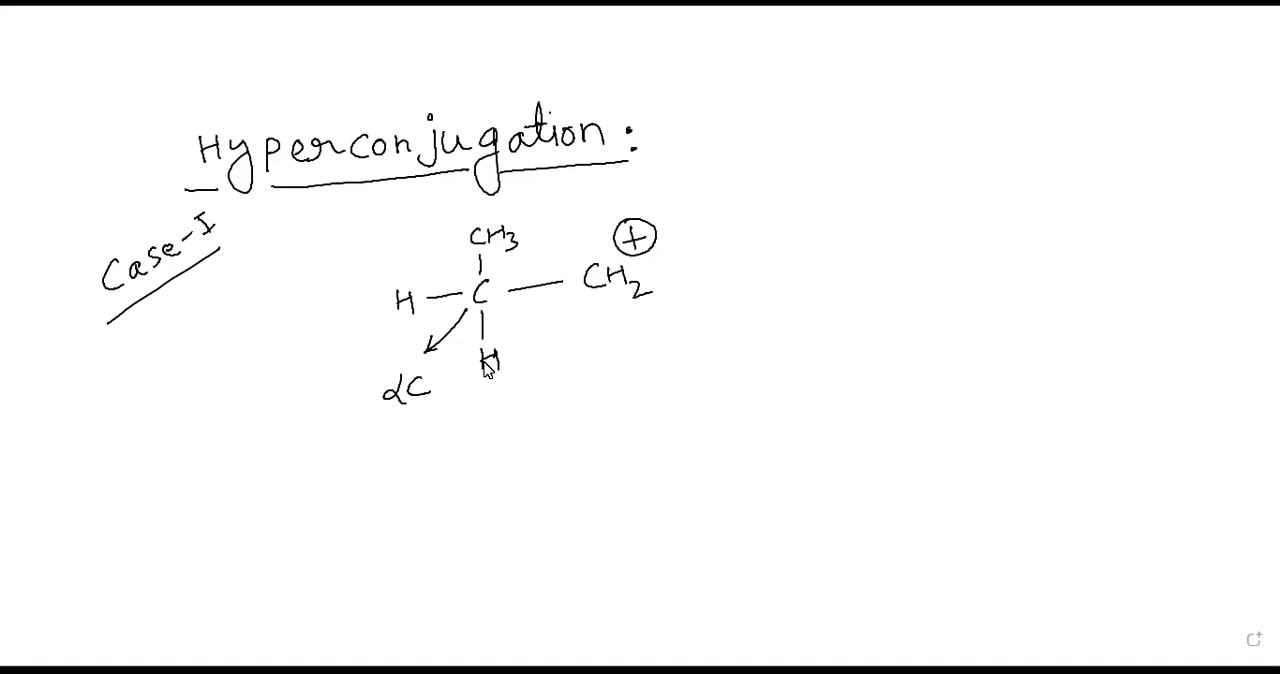 Hyperconjugation :
Case-I
CH3
⊕
H — C — CH2
H
αC